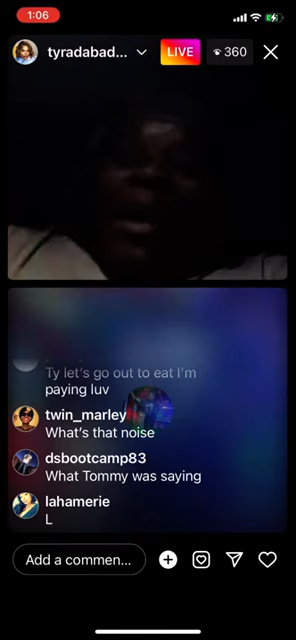 1:06
tyradabad...
LIVE
360
Ty let's go out to eat I'm
paying luv
twin_marley
What's that noise
dsbootcamp83
What Tommy was saying
lahamerie
L
Add a commen...